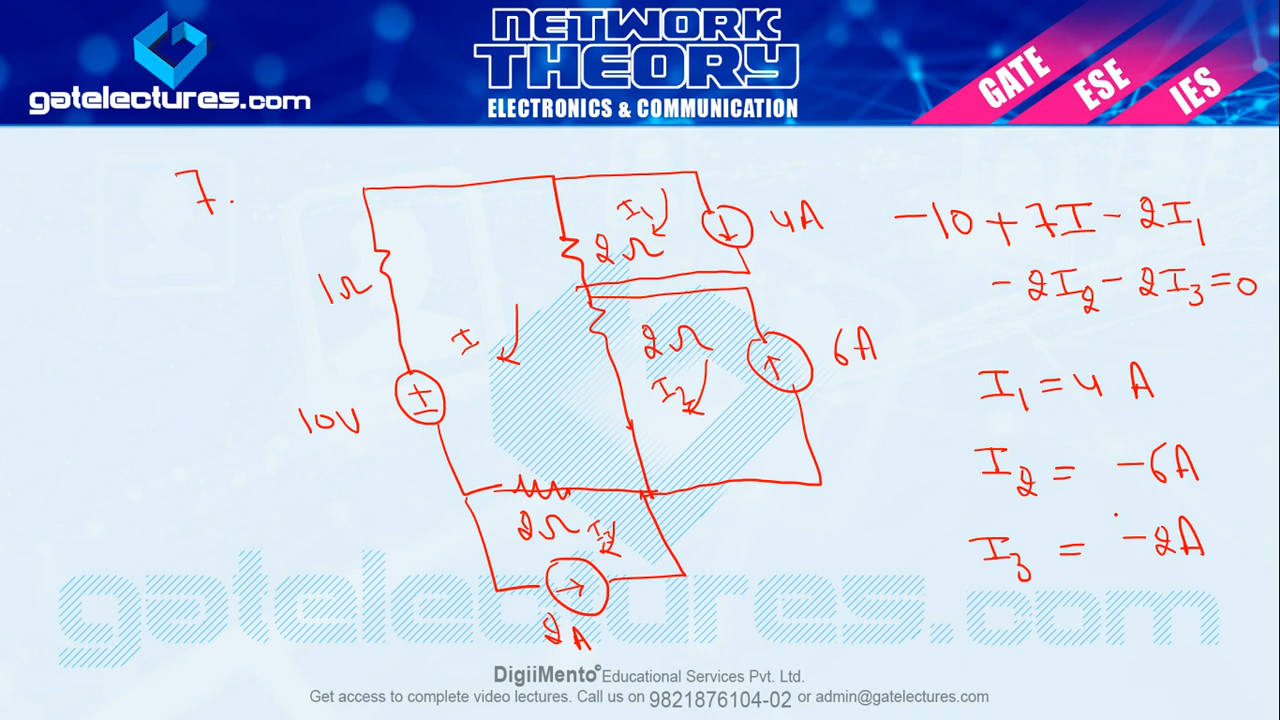 gatelectures.com
NETWORK
THEORY
ELECTRONICS & COMMUNICATION
GATE
ESE
IES
7.
1Ω
10V
I
I₁
2Ω
4A
2Ω
I₂
6A
2Ω I₃
2A
-10 + 7I - 2I₁
- 2I₂ - 2I₃ = 0
I₁ = 4 A
I₂ = -6A
I₃ = -2A
gatelectures.com
DigiiMento© Educational Services Pvt. Ltd.
Get access to complete video lectures. Call us on 9821876104-02 or admin@gatelectures.com